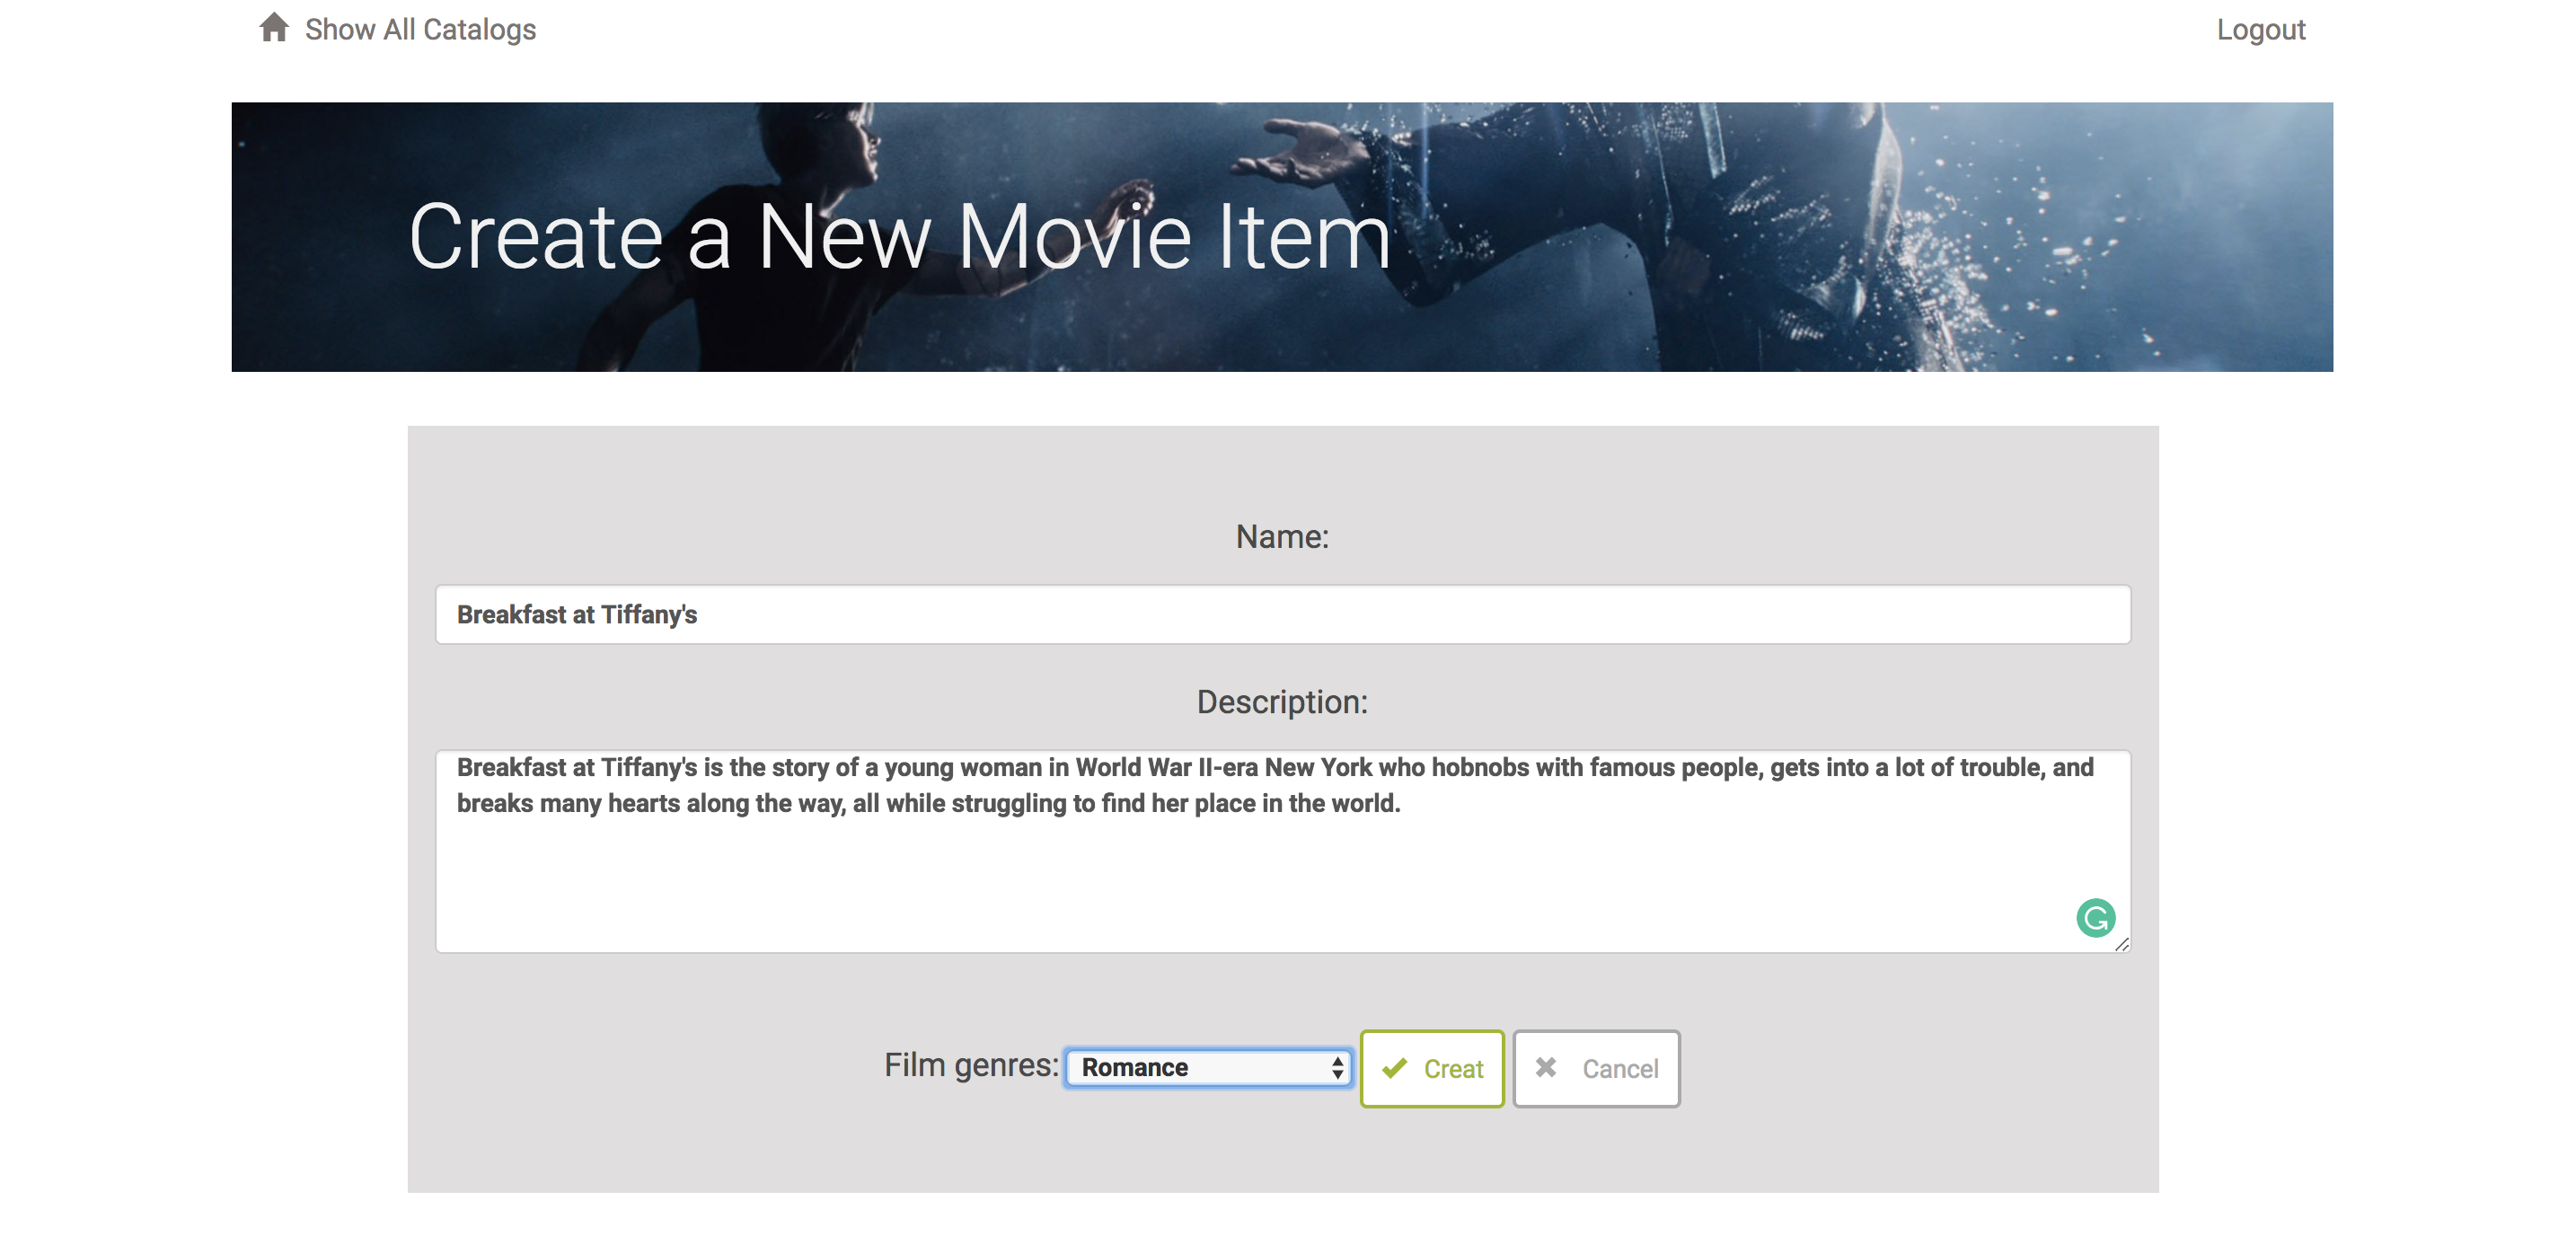 Show All Catalogs
Logout
Create a New Movie Item
Name:
Breakfast at Tiffany's
Description:
Breakfast at Tiffany's is the story of a young woman in World War II-era New York who hobnobs with famous people, gets into a lot of trouble, and
breaks many hearts along the way, all while struggling to find her place in the world.
Film genres: Romance Creat Cancel